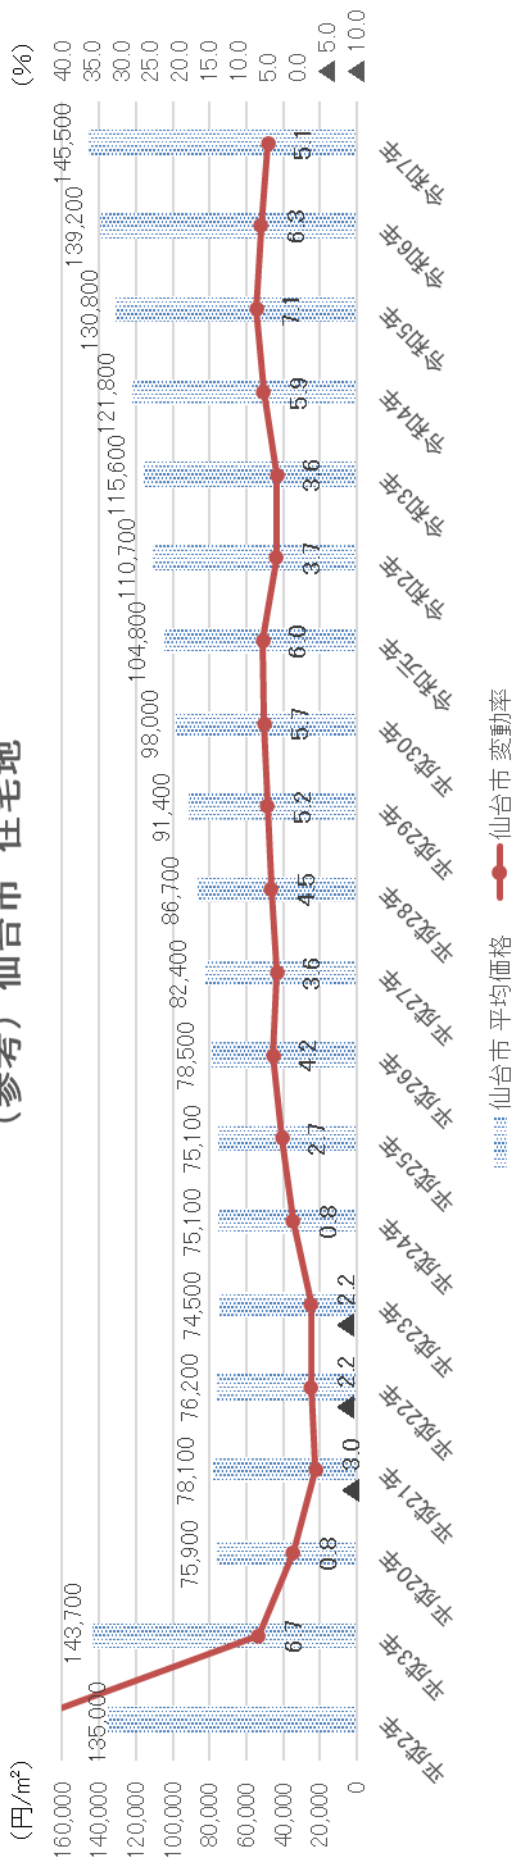 (参考) 仙台市 住宅地
(円/㎡)
(%)
160,000
140,000
120,000
100,000
80,000
60,000
40,000
20,000
0
40.0
35.0
30.0
25.0
20.0
15.0
10.0
5.0
0.0
▲ 5.0
▲ 10.0
135,000
143,700
75,900
78,100
76,200
74,500
75,100
75,100
78,500
82,400
86,700
91,400
98,000
104,800
110,700
115,600
121,800
130,800
139,200
145,500
6.7
0.8
▲ 3.0
▲ 2.2
▲ 2.2
0.8
2.7
4.2
3.6
4.5
5.2
5.7
6.0
3.7
3.6
5.9
7.1
6.3
5.1
平成2年
平成3年
平成20年
平成21年
平成22年
平成23年
平成24年
平成25年
平成26年
平成27年
平成28年
平成29年
平成30年
令和元年
令和2年
令和3年
令和4年
令和5年
令和6年
令和7年
仙台市 平均価格
仙台市 変動率